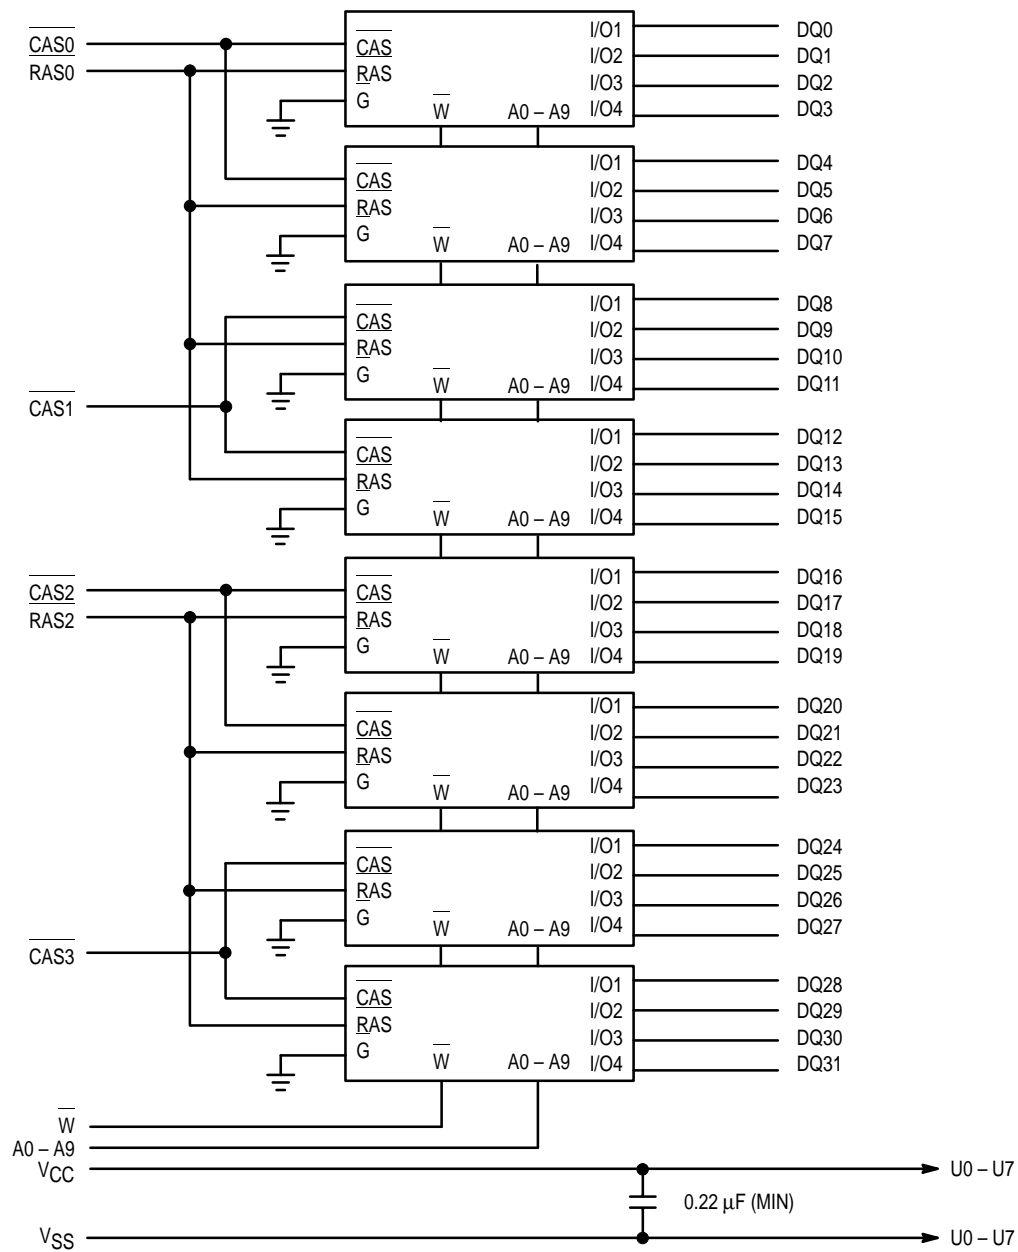 CAS0 I/O1 DQ0
RAS0 CAS I/O2 DQ1
RAS I/O3 DQ2
G W A0 – A9 I/O4 DQ3
I/O1 DQ4
CAS I/O2 DQ5
RAS I/O3 DQ6
G W A0 – A9 I/O4 DQ7
I/O1 DQ8
CAS I/O2 DQ9
RAS I/O3 DQ10
G W A0 – A9 I/O4 DQ11
CAS1
I/O1 DQ12
CAS I/O2 DQ13
RAS I/O3 DQ14
G W A0 – A9 I/O4 DQ15
CAS2 I/O1 DQ16
RAS2 CAS I/O2 DQ17
RAS I/O3 DQ18
G W A0 – A9 I/O4 DQ19
I/O1 DQ20
CAS I/O2 DQ21
RAS I/O3 DQ22
G W A0 – A9 I/O4 DQ23
I/O1 DQ24
CAS I/O2 DQ25
RAS I/O3 DQ26
G W A0 – A9 I/O4 DQ27
CAS3
I/O1 DQ28
CAS I/O2 DQ29
RAS I/O3 DQ30
G W A0 – A9 I/O4 DQ31
W
A0 – A9
VCC U0 – U7
0.22 μF (MIN)
VSS U0 – U7